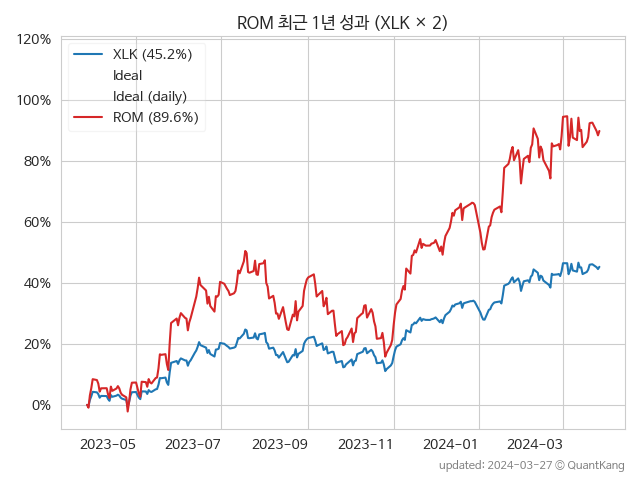 ROM 최근 1년 성과 (XLK × 2)
120%
100%
80%
60%
40%
20%
0%
XLK (45.2%)
Ideal
Ideal (daily)
ROM (89.6%)
2023-05 2023-07 2023-09 2023-11 2024-01 2024-03
updated: 2024-03-27 © QuantKang